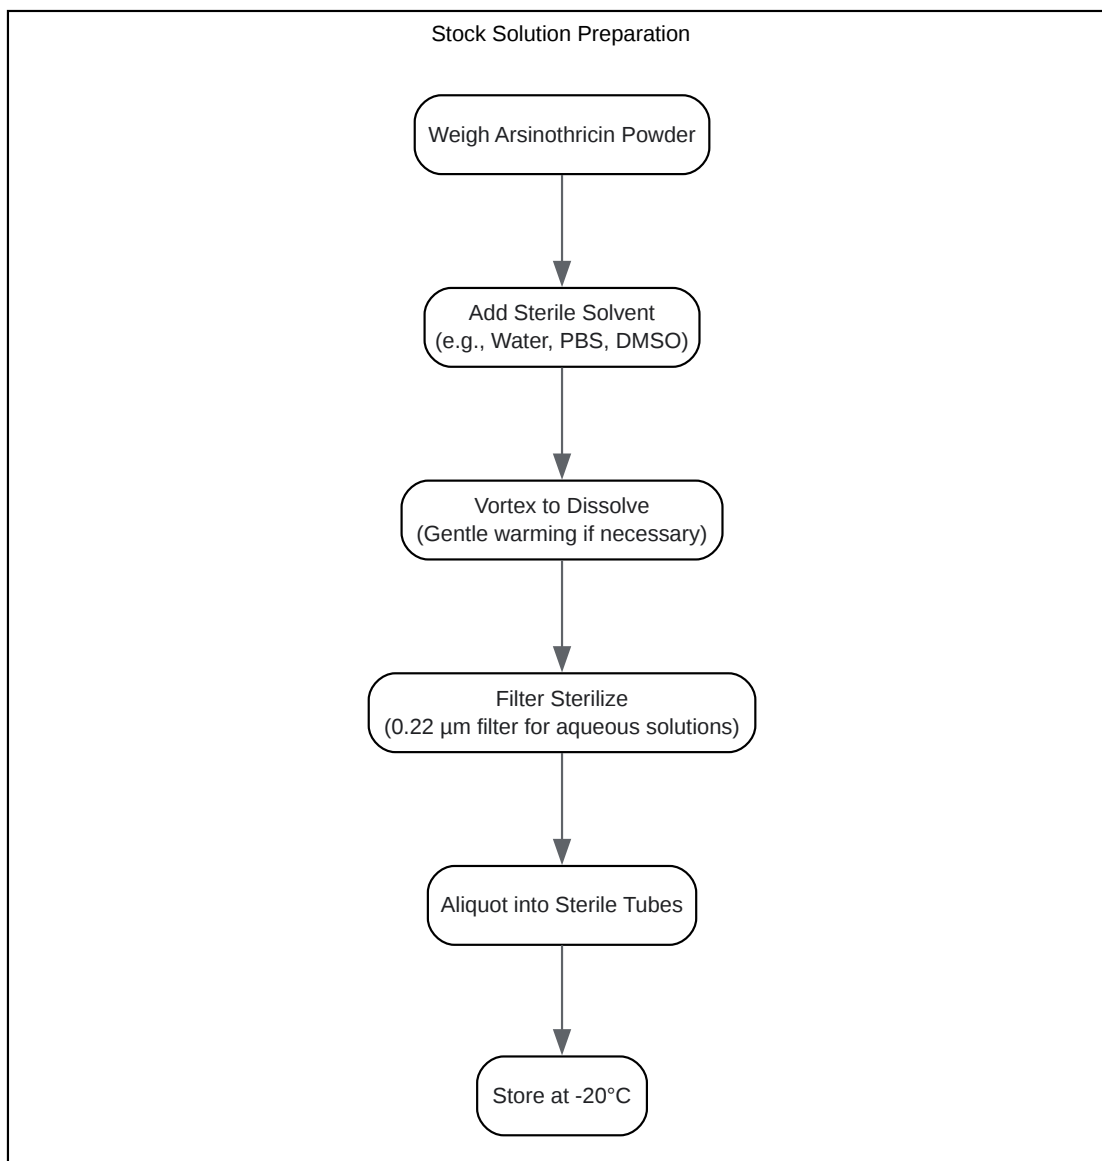 Stock Solution Preparation
Weigh Arsinothricin Powder
Add Sterile Solvent
(e.g., Water, PBS, DMSO)
Vortex to Dissolve
(Gentle warming if necessary)
Filter Sterilize
(0.22 µm filter for aqueous solutions)
Aliquot into Sterile Tubes
Store at -20°C